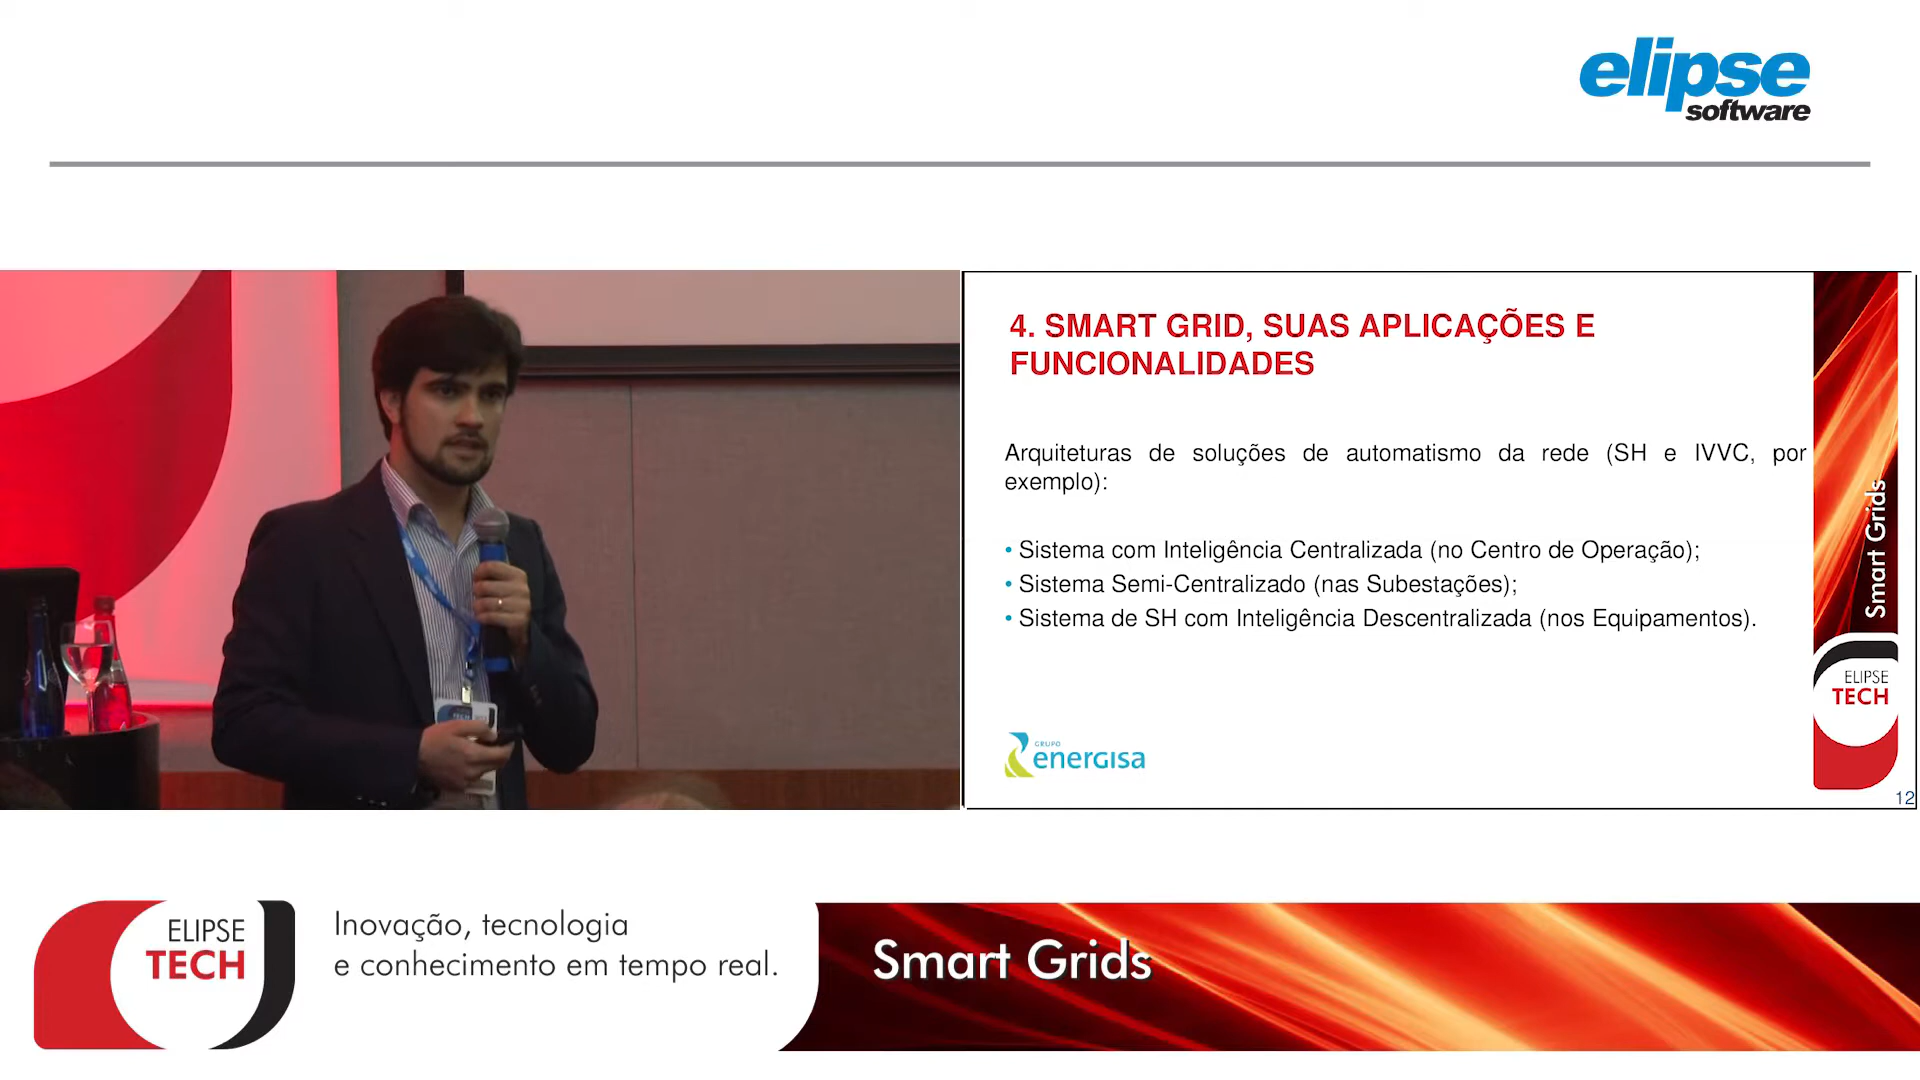 elipse
software
4. SMART GRID, SUAS APLICAÇÕES E
FUNCIONALIDADES
Arquiteturas de soluções de automatismo da rede (SH e IVVC, por
exemplo):
• Sistema com Inteligência Centralizada (no Centro de Operação);
• Sistema Semi-Centralizado (nas Subestações);
• Sistema de SH com Inteligência Descentralizada (nos Equipamentos).
GRUPO
energisa
Smart Grids
ELIPSE
TECH
12
ELIPSE
TECH
Inovação, tecnologia
e conhecimento em tempo real.
Smart Grids